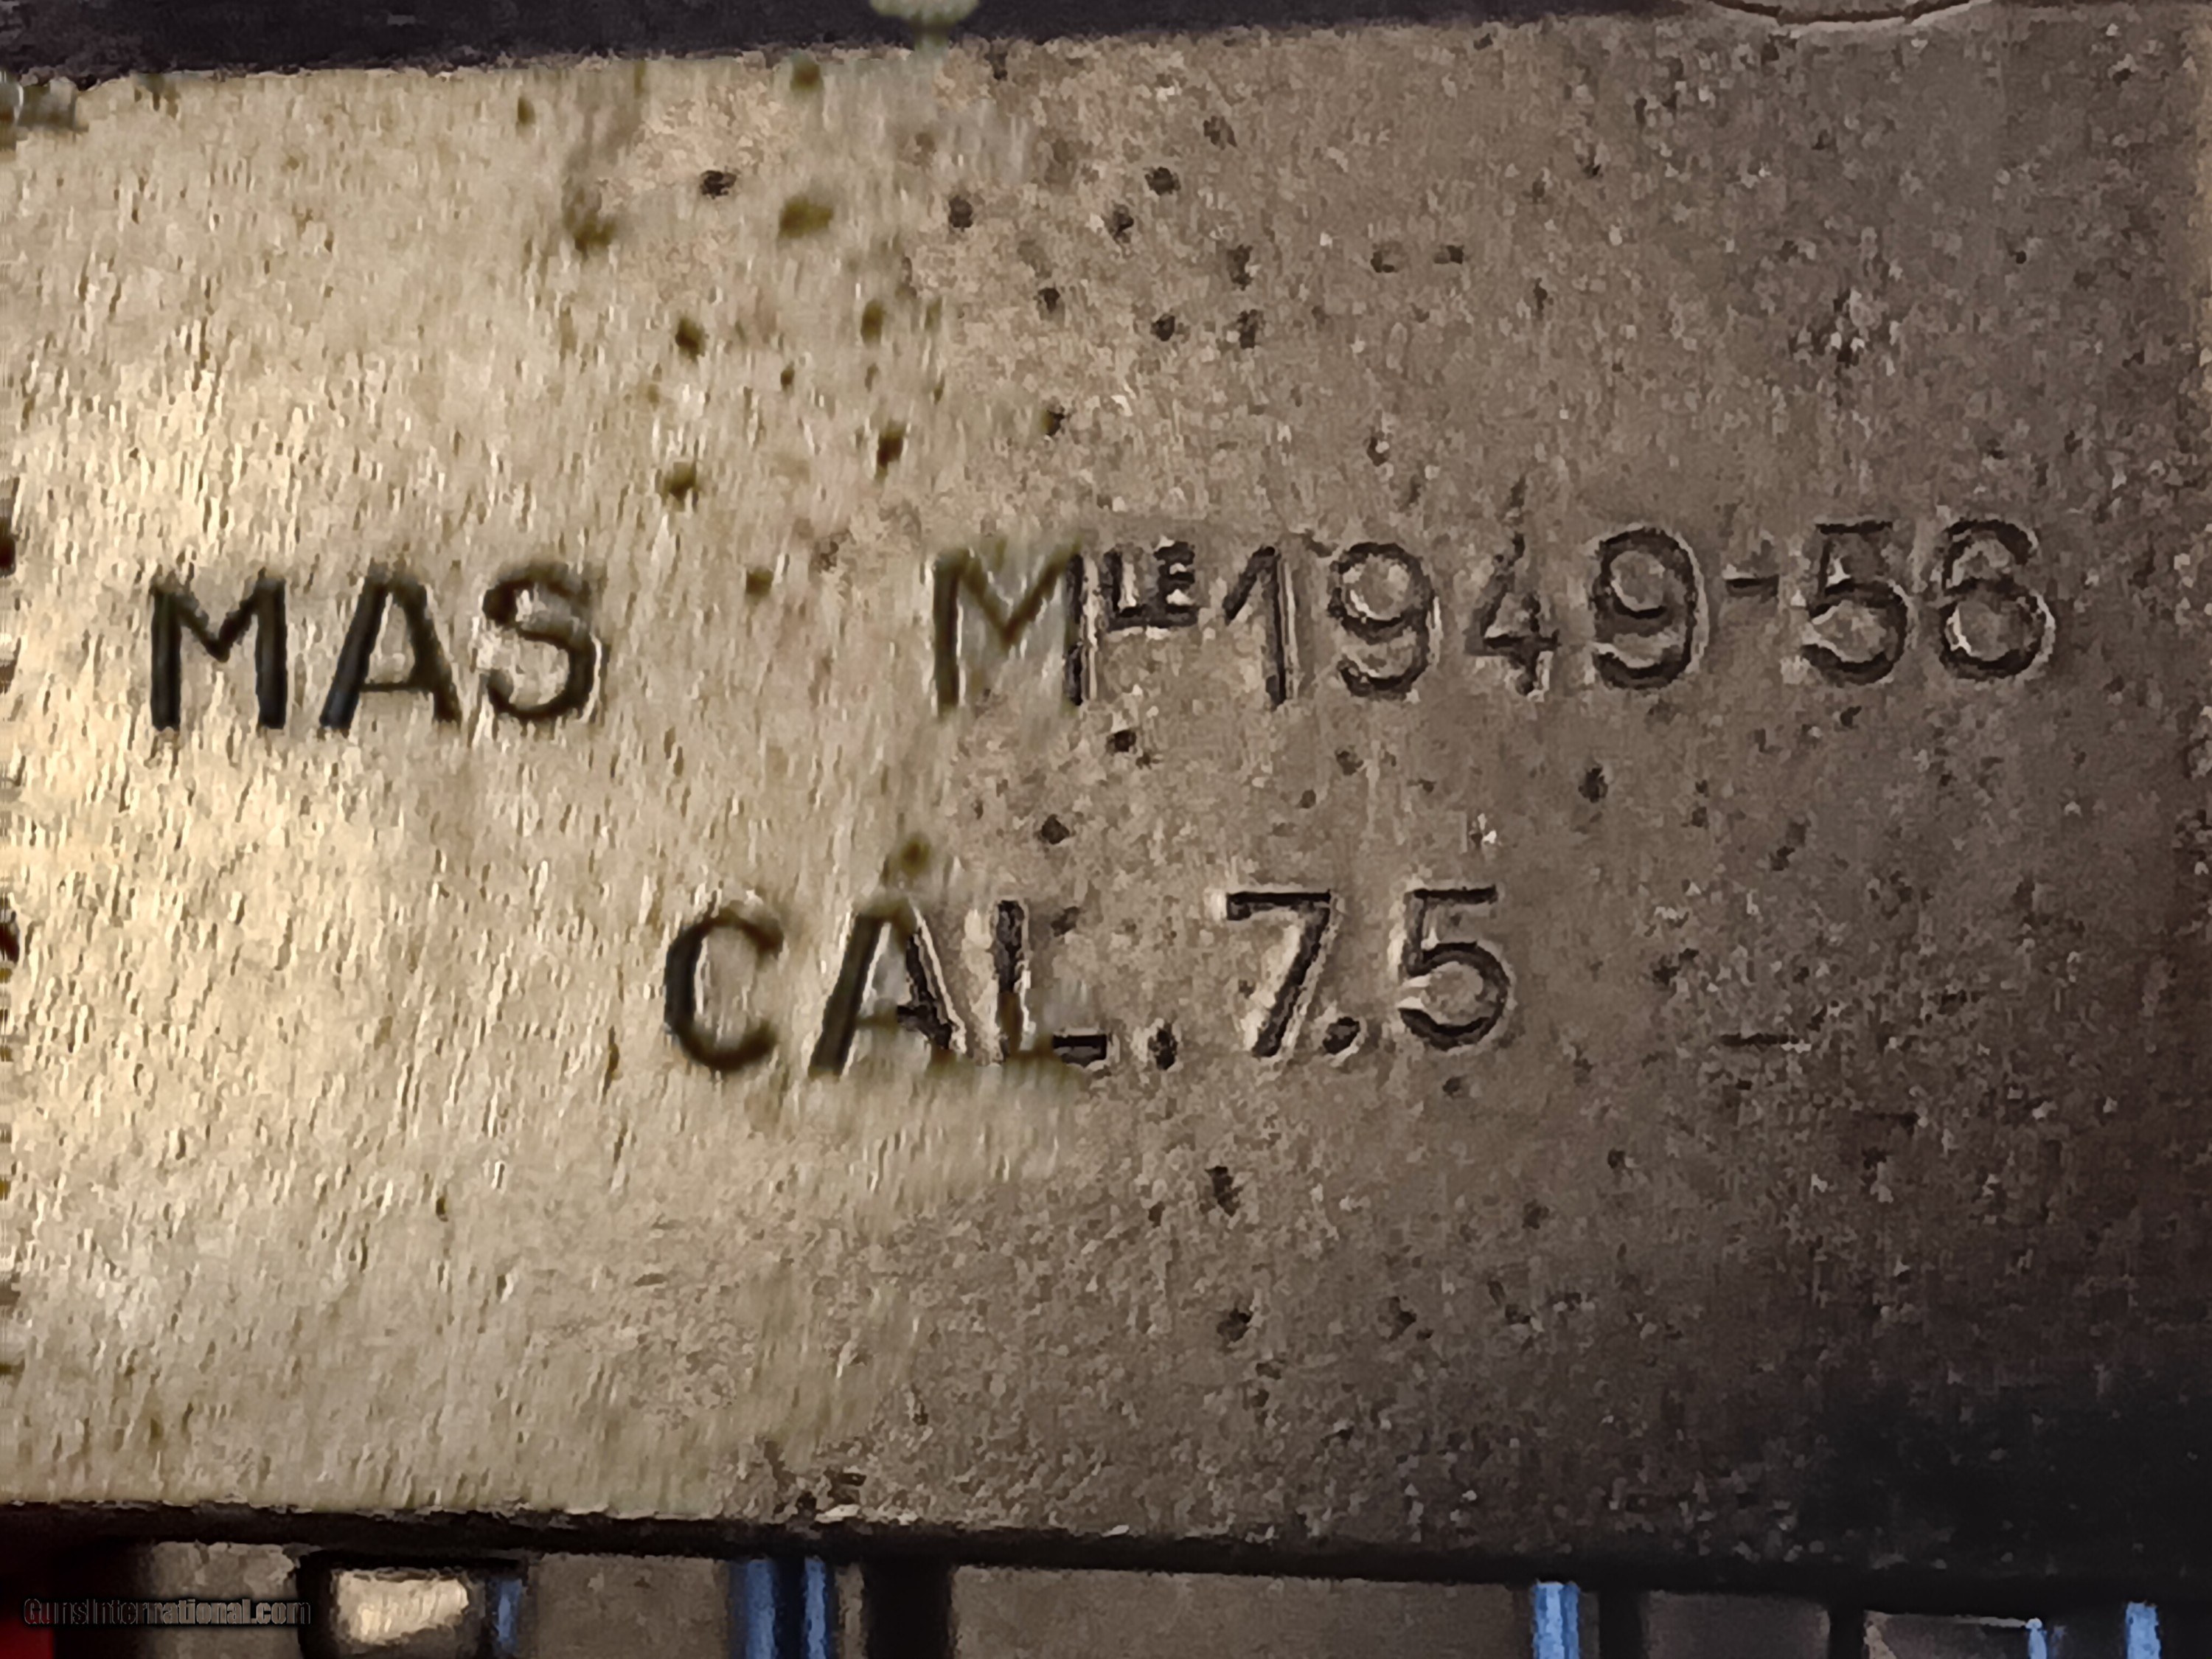 MAS MLE 1949-56
CAL. 7.5
GunsInternational.com